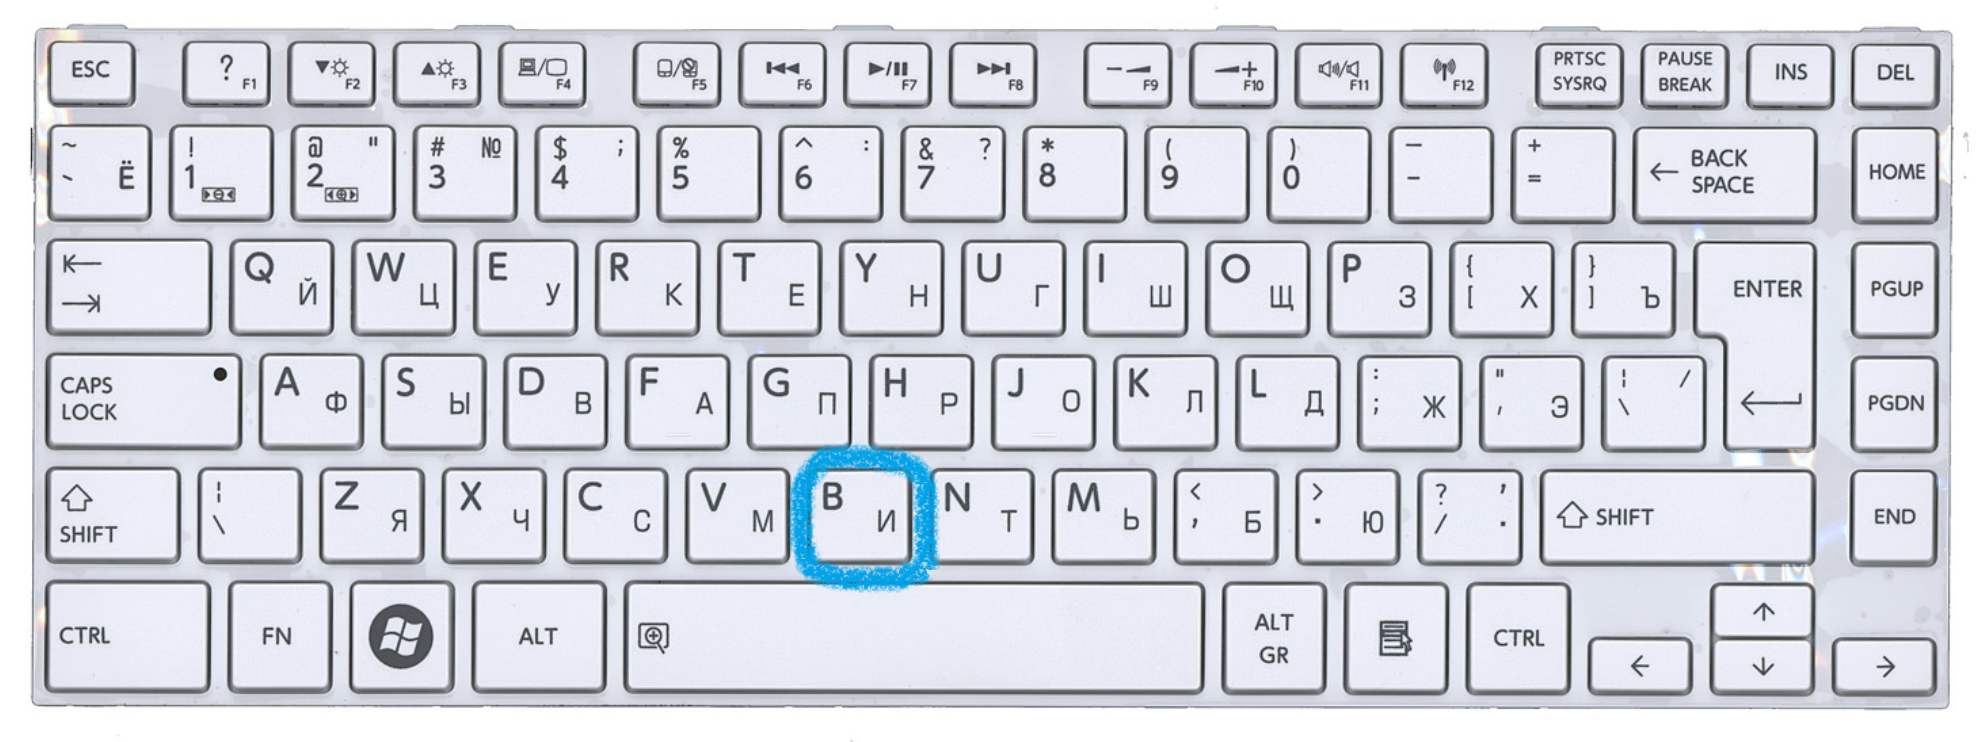 ESC ? F1 F2 F3 F4 F5 F6 F7 F8 F9 F10 F11 F12 PRTSC SYSRQ PAUSE BREAK INS DEL
~ ` Ё ! 1 @ " 2 # № 3 $ ; 4 % 5 ^ : 6 & ? 7 * 8 ( 9 ) 0 — - + = ← BACK SPACE HOME
Q Й W Ц E У R К T Е Y Н U Г I Ш O Щ P З { [ Х } ] Ъ ENTER PGUP
CAPS LOCK A Ф S Ы D В F А G П H Р J О K Л L Д : ; Ж " ' Э ¦ \ / PGDN
SHIFT ¦ \ Z Я X Ч C С V М B И N Т M Ь < , Б > . Ю ? / , . SHIFT END
CTRL FN ALT ALT GR CTRL ← ↑ ↓ →